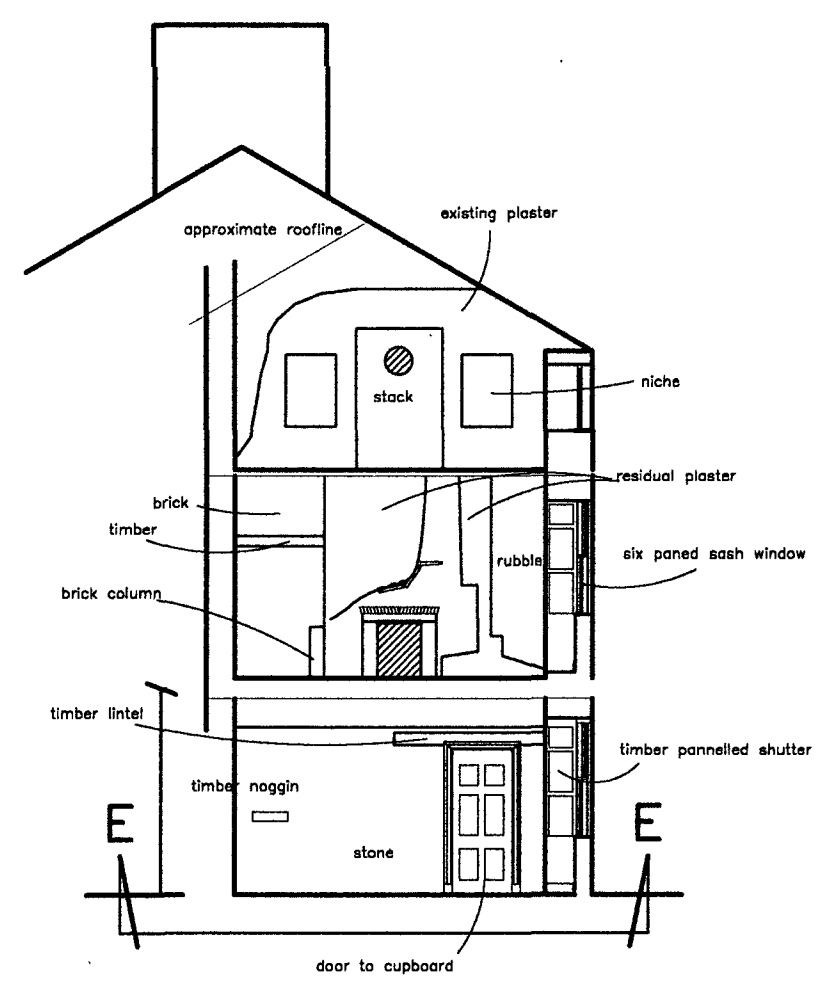 existing plaster
approximate roofline
niche
stack
residual plaster
brick
timber
rubble
six paned sash window
brick column
timber lintel
timber pannelled shutter
timber noggin
E
E
stone
door to cupboard